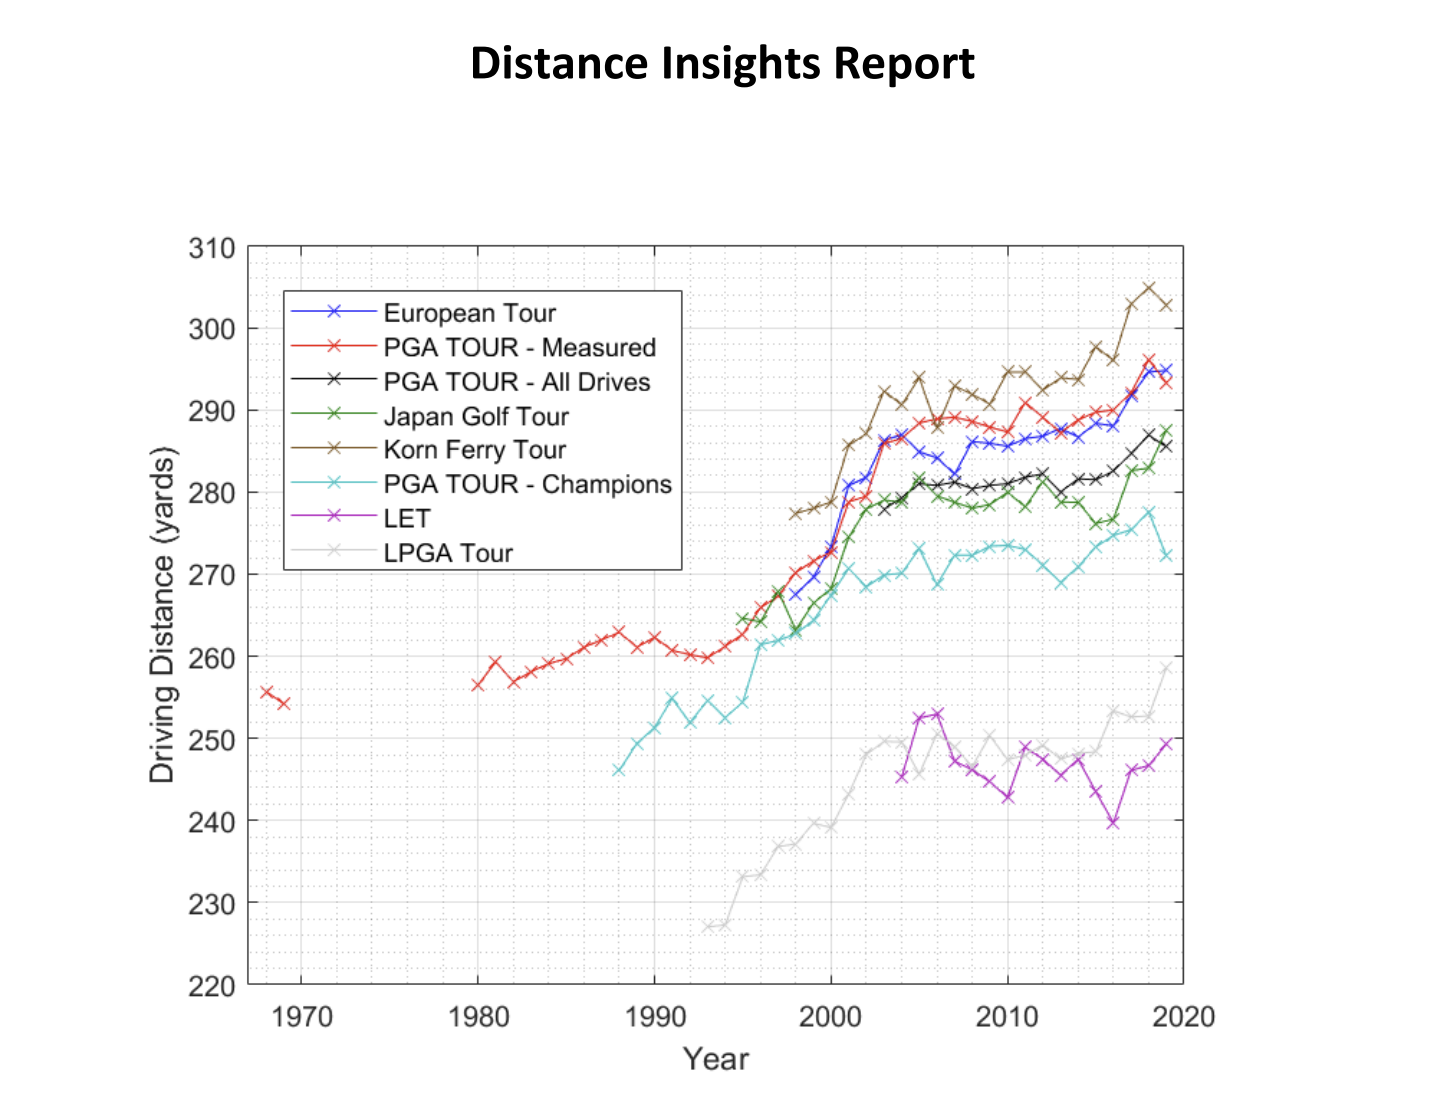 Distance Insights Report
310
300
290
280
270
260
250
240
230
220
Driving Distance (yards)
European Tour
PGA TOUR - Measured
PGA TOUR - All Drives
Japan Golf Tour
Korn Ferry Tour
PGA TOUR - Champions
LET
LPGA Tour
1970 1980 1990 2000 2010 2020
Year